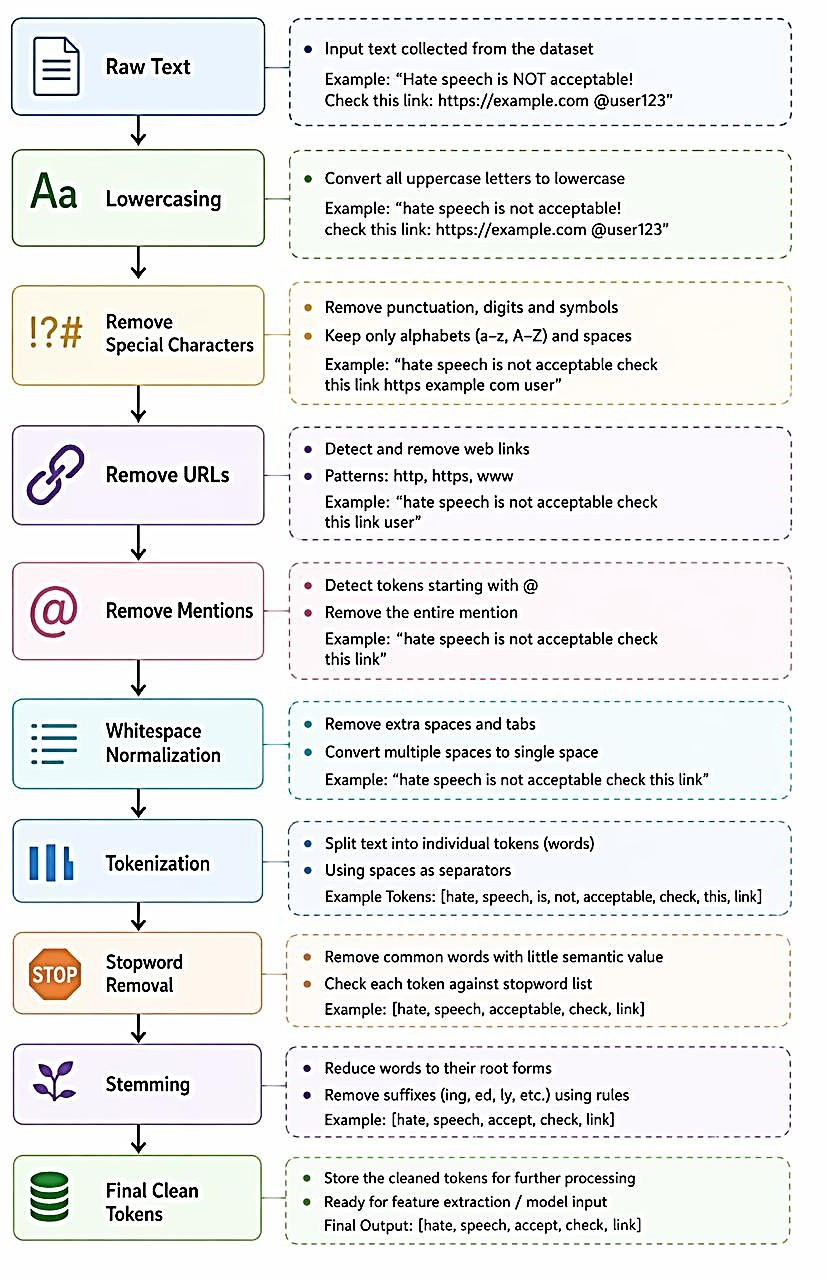 Raw Text
• Input text collected from the dataset
Example: “Hate speech is NOT acceptable!
Check this link: https://example.com @user123”
Aa
Lowercasing
• Convert all uppercase letters to lowercase
Example: “hate speech is not acceptable!
check this link: https://example.com @user123”
!?#
Remove
Special Characters
• Remove punctuation, digits and symbols
• Keep only alphabets (a–z, A–Z) and spaces
Example: “hate speech is not acceptable check
this link https example com user”
Remove URLs
• Detect and remove web links
• Patterns: http, https, www
Example: “hate speech is not acceptable check
this link user”
@
Remove Mentions
• Detect tokens starting with @
• Remove the entire mention
Example: “hate speech is not acceptable check
this link”
Whitespace
Normalization
• Remove extra spaces and tabs
• Convert multiple spaces to single space
Example: “hate speech is not acceptable check this link”
Tokenization
• Split text into individual tokens (words)
• Using spaces as separators
Example Tokens: [hate, speech, is, not, acceptable, check, this, link]
STOP
Stopword
Removal
• Remove common words with little semantic value
• Check each token against stopword list
Example: [hate, speech, acceptable, check, link]
Stemming
• Reduce words to their root forms
• Remove suffixes (ing, ed, ly, etc.) using rules
Example: [hate, speech, accept, check, link]
Final Clean
Tokens
• Store the cleaned tokens for further processing
• Ready for feature extraction / model input
Final Output: [hate, speech, accept, check, link]